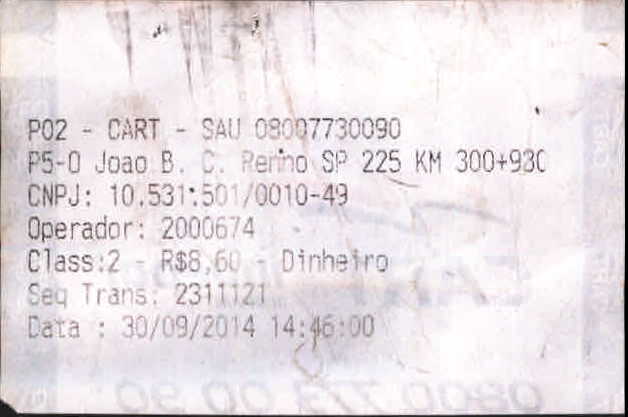 P02 - CART - SAU 08007730090
P5-O Joao B. C. Renno SP 225 KM 300+930
CNPJ: 10.531.501/0010-49
Operador: 2000674
Class:2 - R$8,60 - Dinheiro
Seq Trans: 2311121
Data : 30/09/2014 14:46:00